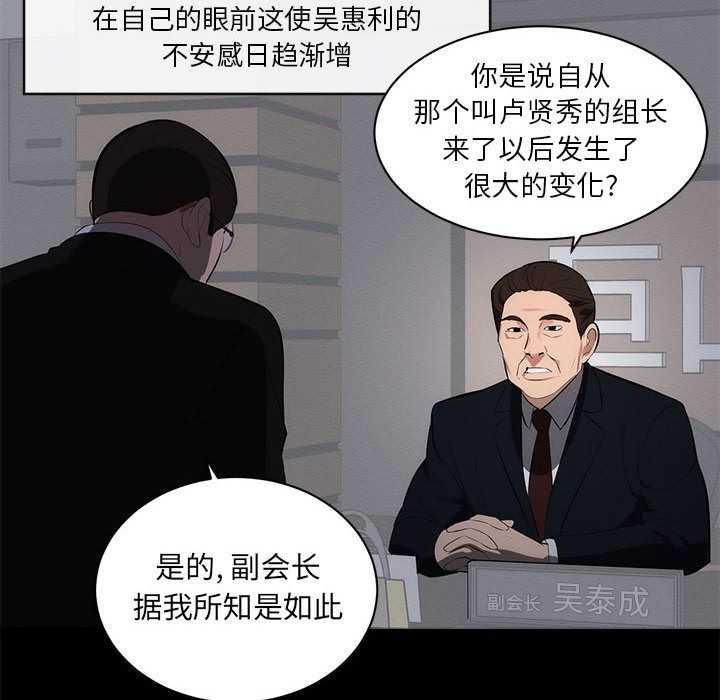 在自己的眼前这使吴惠利的
不安感日趋渐增
你是说自从
那个叫卢贤秀的组长
来了以后发生了
很大的变化?
是的, 副会长
据我所知是如此
副会长 吴泰成